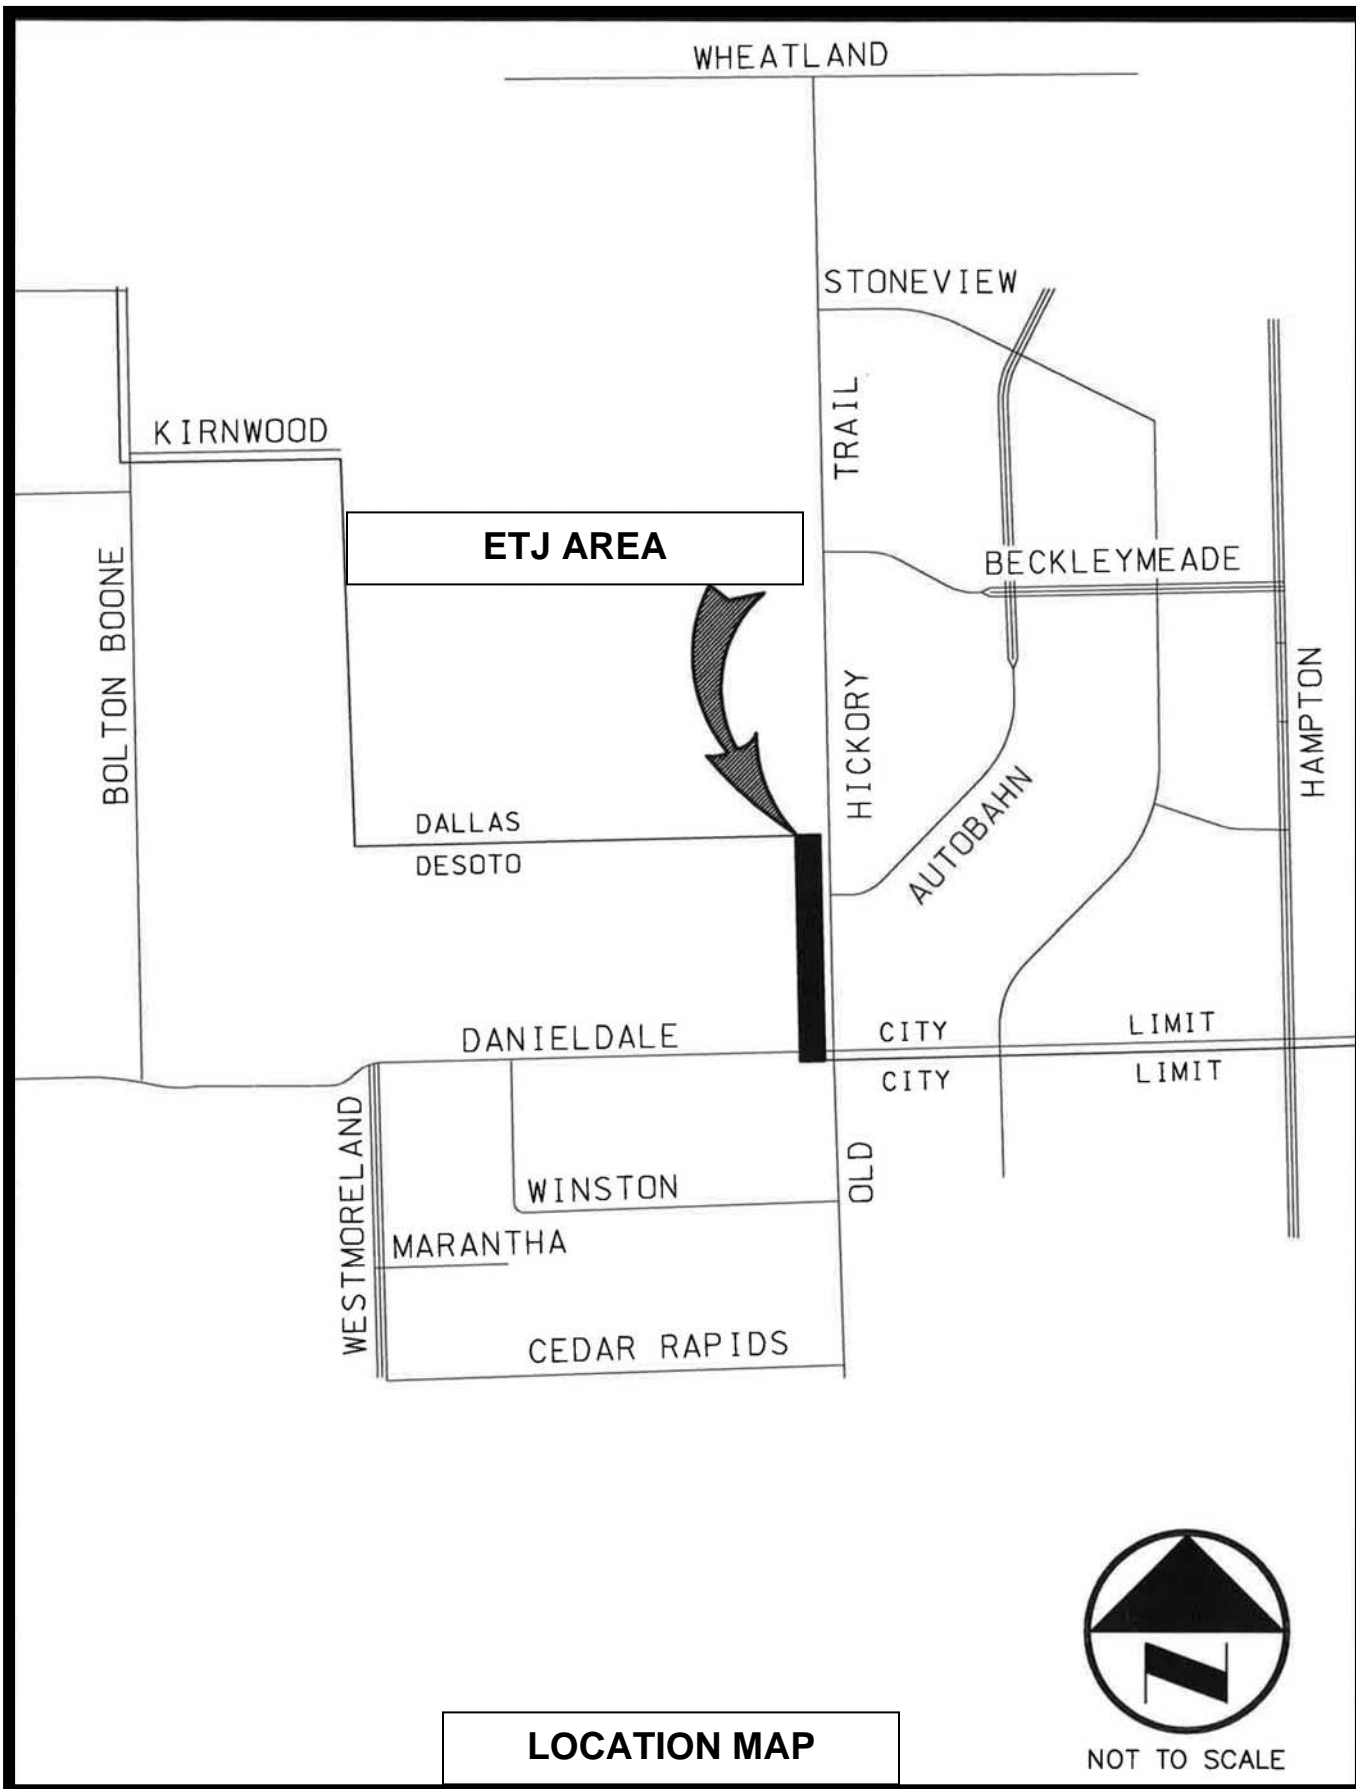 WHEATLAND
STONEVIEW
TRAIL
KIRNWOOD
ETJ AREA
BECKLEYMEADE
BOLTON BOONE
HICKORY
HAMPTON
AUTOBAHN
DALLAS
DESOTO
DANIELDALE
CITY LIMIT
CITY LIMIT
WESTMORELAND
OLD
WINSTON
MARANTHA
CEDAR RAPIDS
N
LOCATION MAP
NOT TO SCALE